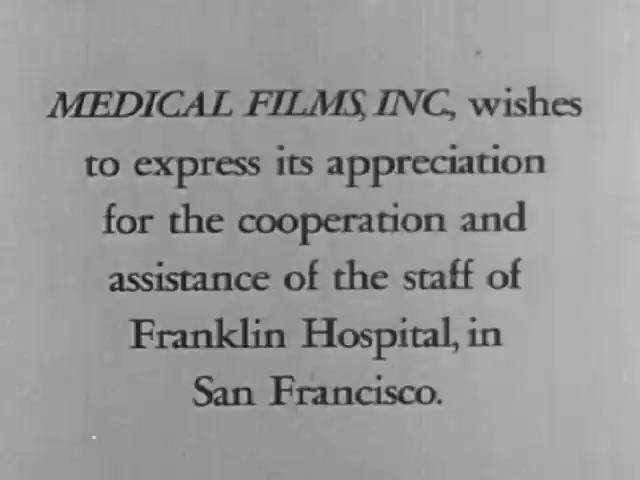 MEDICAL FILMS, INC., wishes
to express its appreciation
for the cooperation and
assistance of the staff of
Franklin Hospital, in
San Francisco.